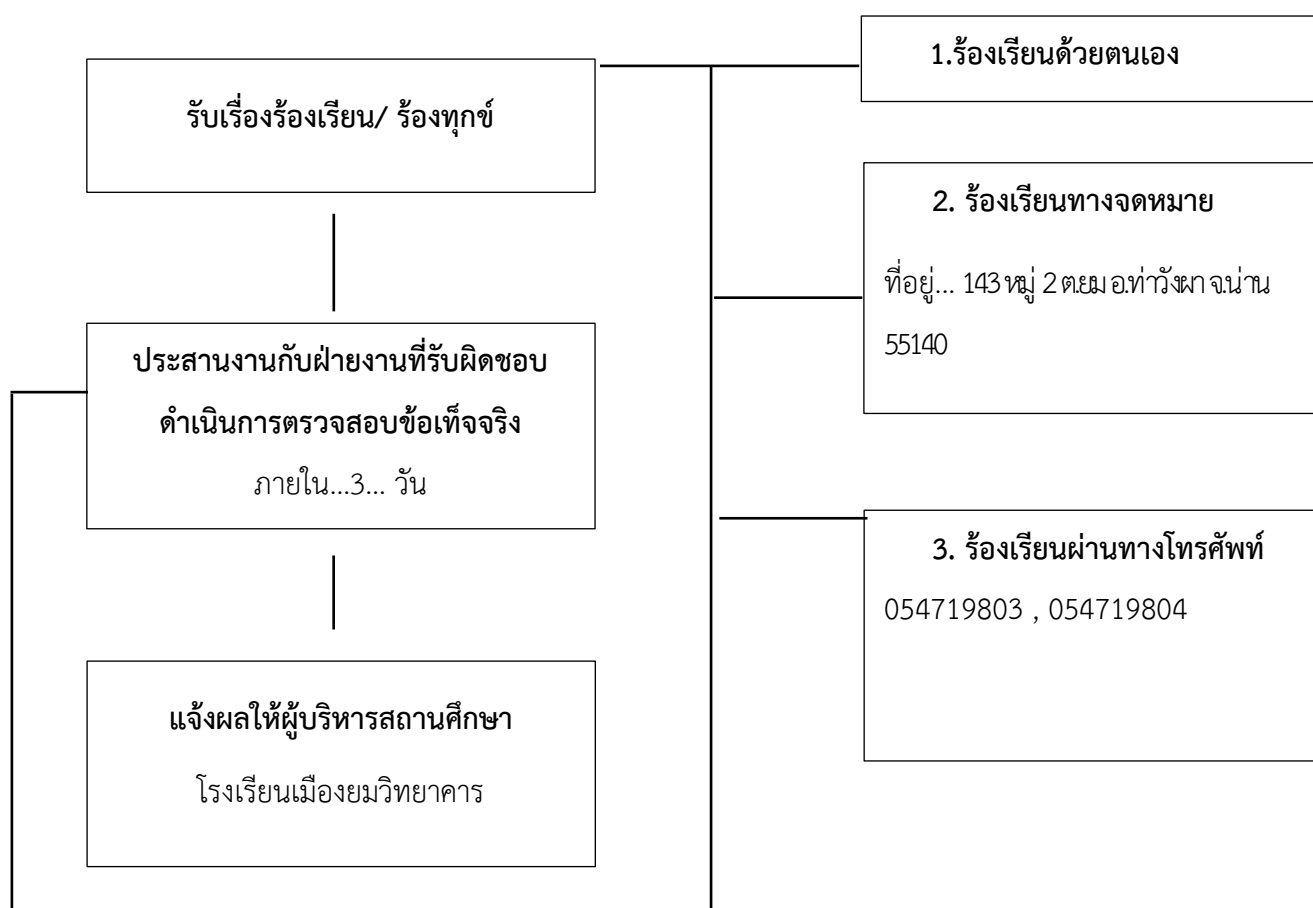 รับเรื่องร้องเรียน/ ร้องทุกข์
ประสานงานกับฝ่ายงานที่รับผิดชอบ
ดำเนินการตรวจสอบข้อเท็จจริง
ภายใน...3... วัน
แจ้งผลให้ผู้บริหารสถานศึกษา
โรงเรียนเมืองยมวิทยาคาร
1.ร้องเรียนด้วยตนเอง
2. ร้องเรียนทางจดหมาย
ที่อยู่... 143 หมู่ 2 ต.ยม อ.ท่าวังผา จ.น่าน
55140
3. ร้องเรียนผ่านทางโทรศัพท์
054719803 , 054719804